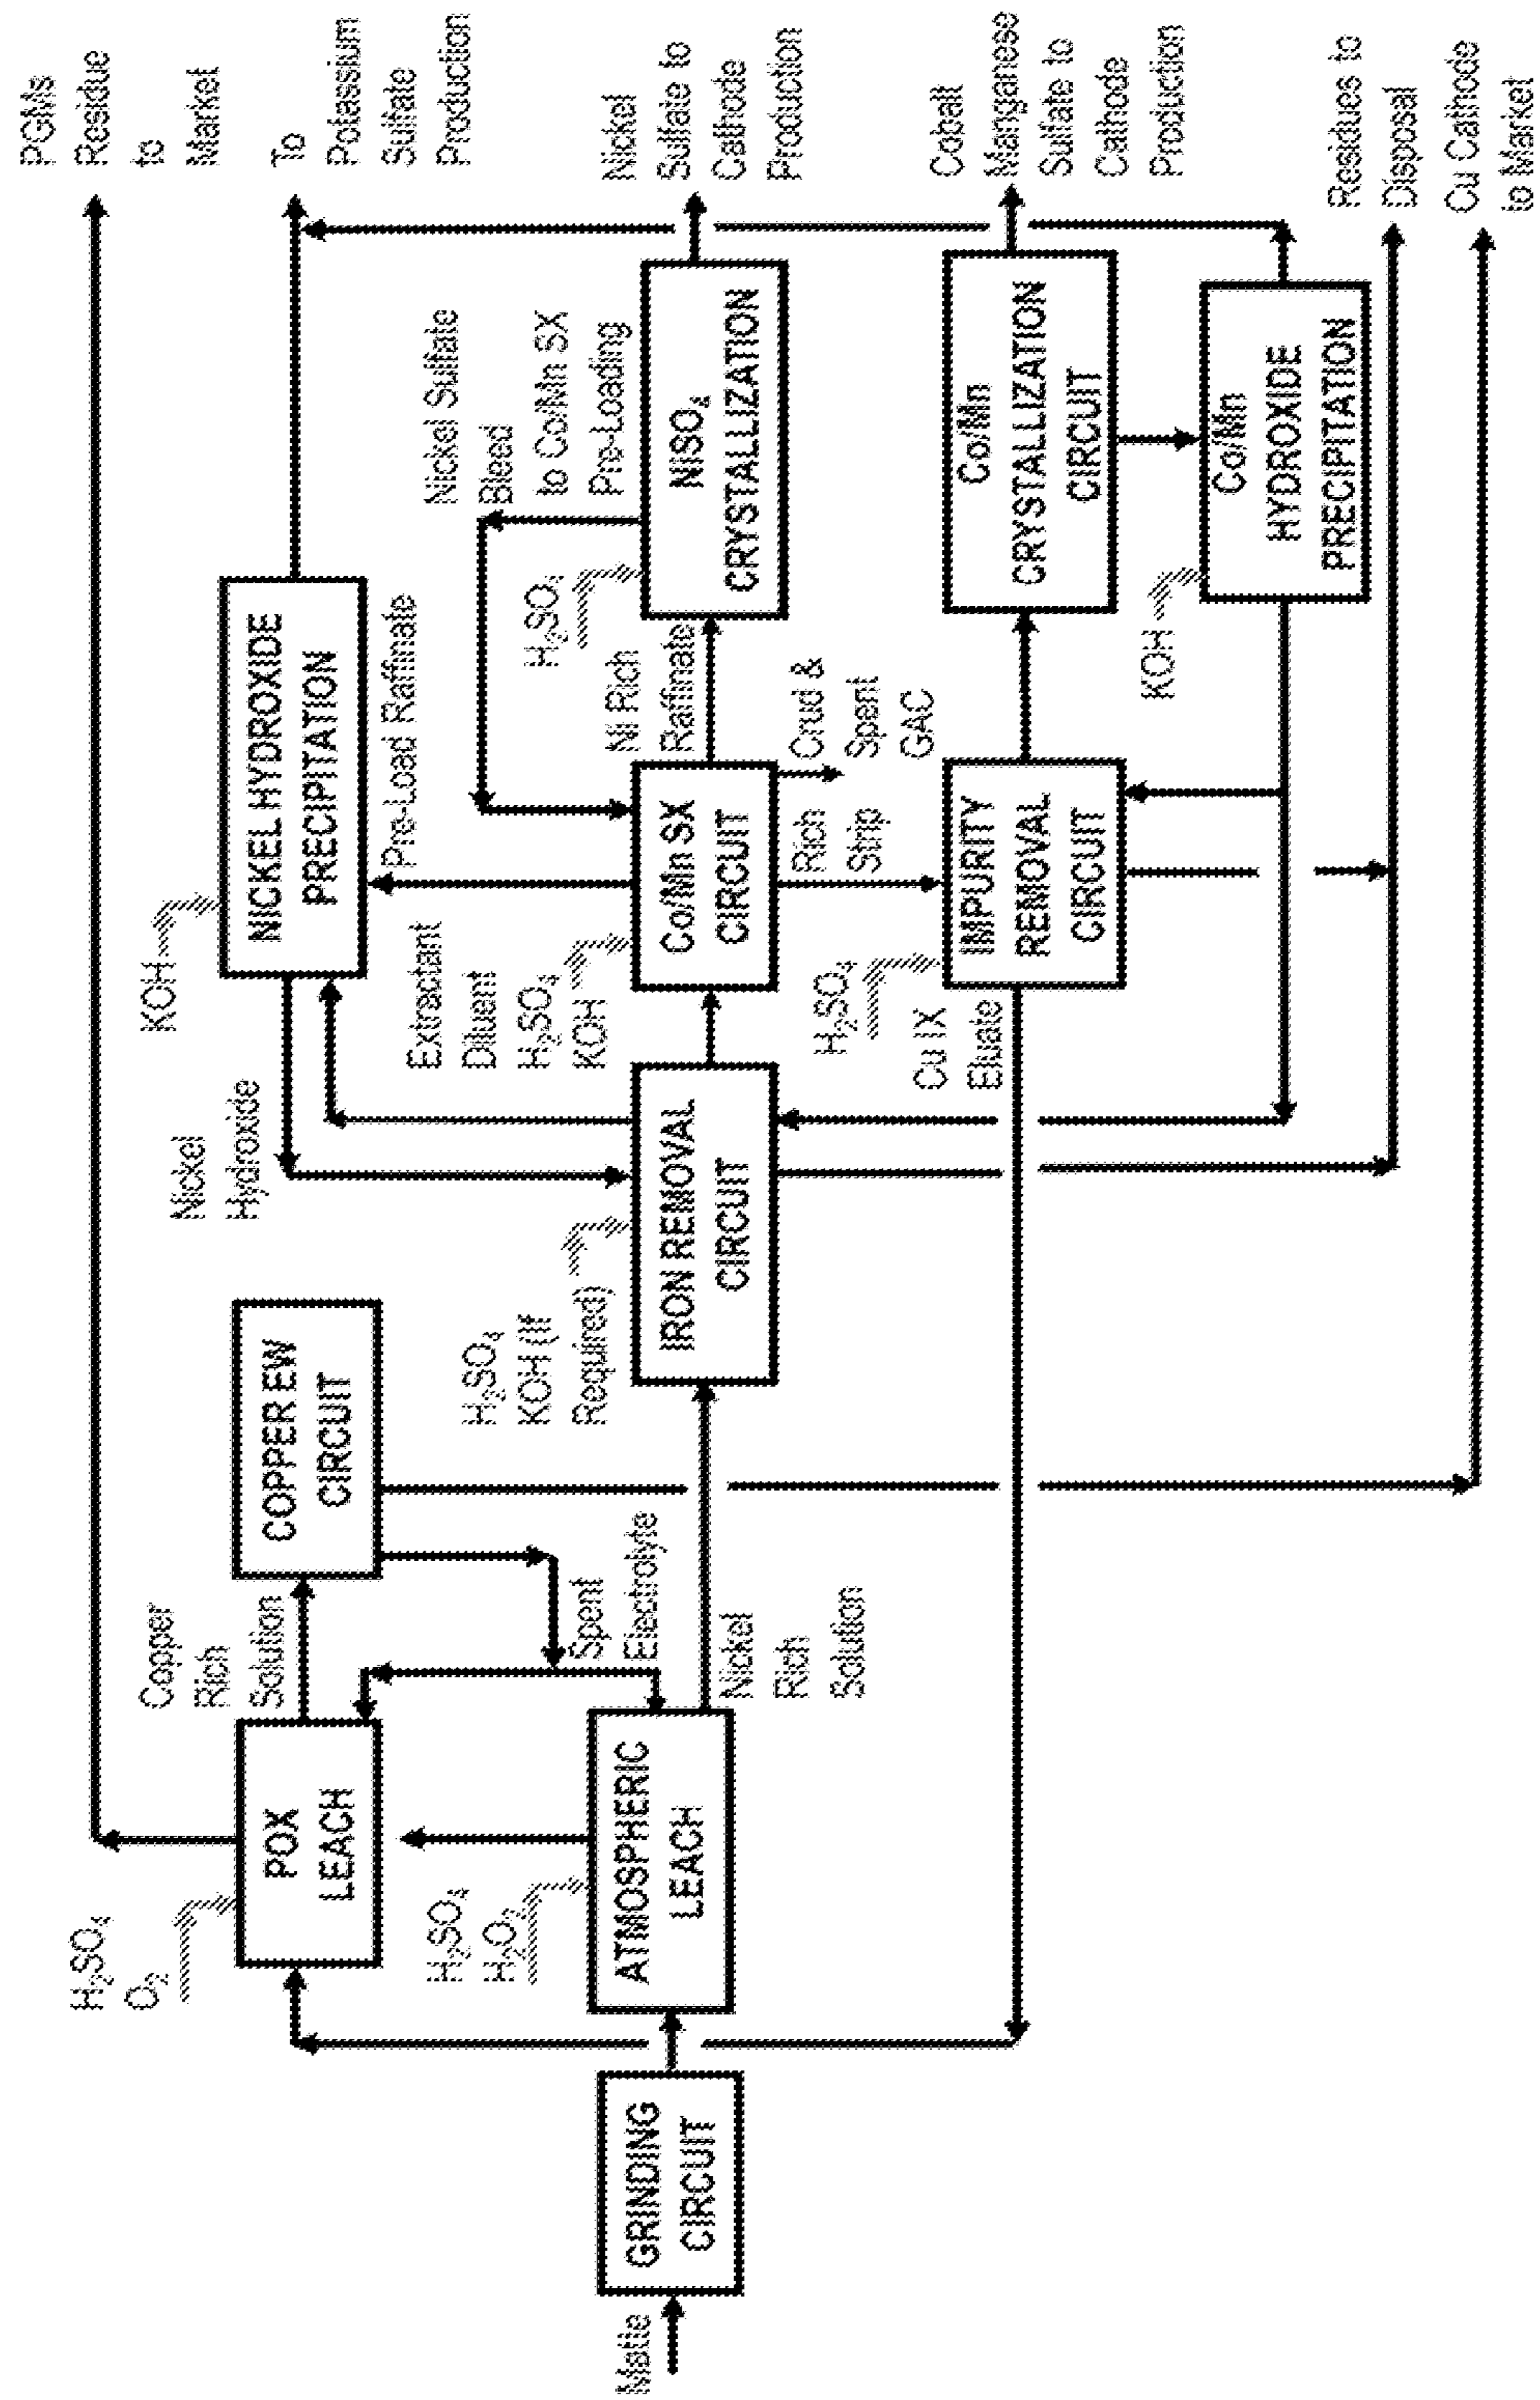 PGMs
Residue
to
Market
To
Potassium
Sulfate
Production
Nickel
Sulfate to
Cathode
Production
Cobalt
Manganese
Sulfate to
Cathode
Production
Residues to
Disposal
Cu Cathode
to Market
H₂SO₄
O₂
POX
LEACH
Copper
Rich
Solution
COPPER EW
CIRCUIT
Nickel
Hydroxide
KOH
NICKEL HYDROXIDE
PRECIPITATION
Pre-Load Raffinate
Nickel Sulfate
Bleed
to Co/Mn SX
Pre-Loading
H₂SO₄
H₂O₂
Matte
GRINDING
CIRCUIT
ATMOSPHERIC
LEACH
Spent
Electrolyte
Nickel
Rich
Solution
H₂SO₄
KOH (If
Required)
IRON REMOVAL
CIRCUIT
Extractant
Diluent
H₂SO₄
KOH
Co/Mn SX
CIRCUIT
Ni Rich
Raffinate
H₂SO₄
NISO₄
CRYSTALLIZATION
Rich
Strip
Crud &
Spent
GAC
H₂SO₄
Cu IX
Eluate
IMPURITY
REMOVAL
CIRCUIT
Co/Mn
CRYSTALLIZATION
CIRCUIT
KOH
Co/Mn
HYDROXIDE
PRECIPITATION